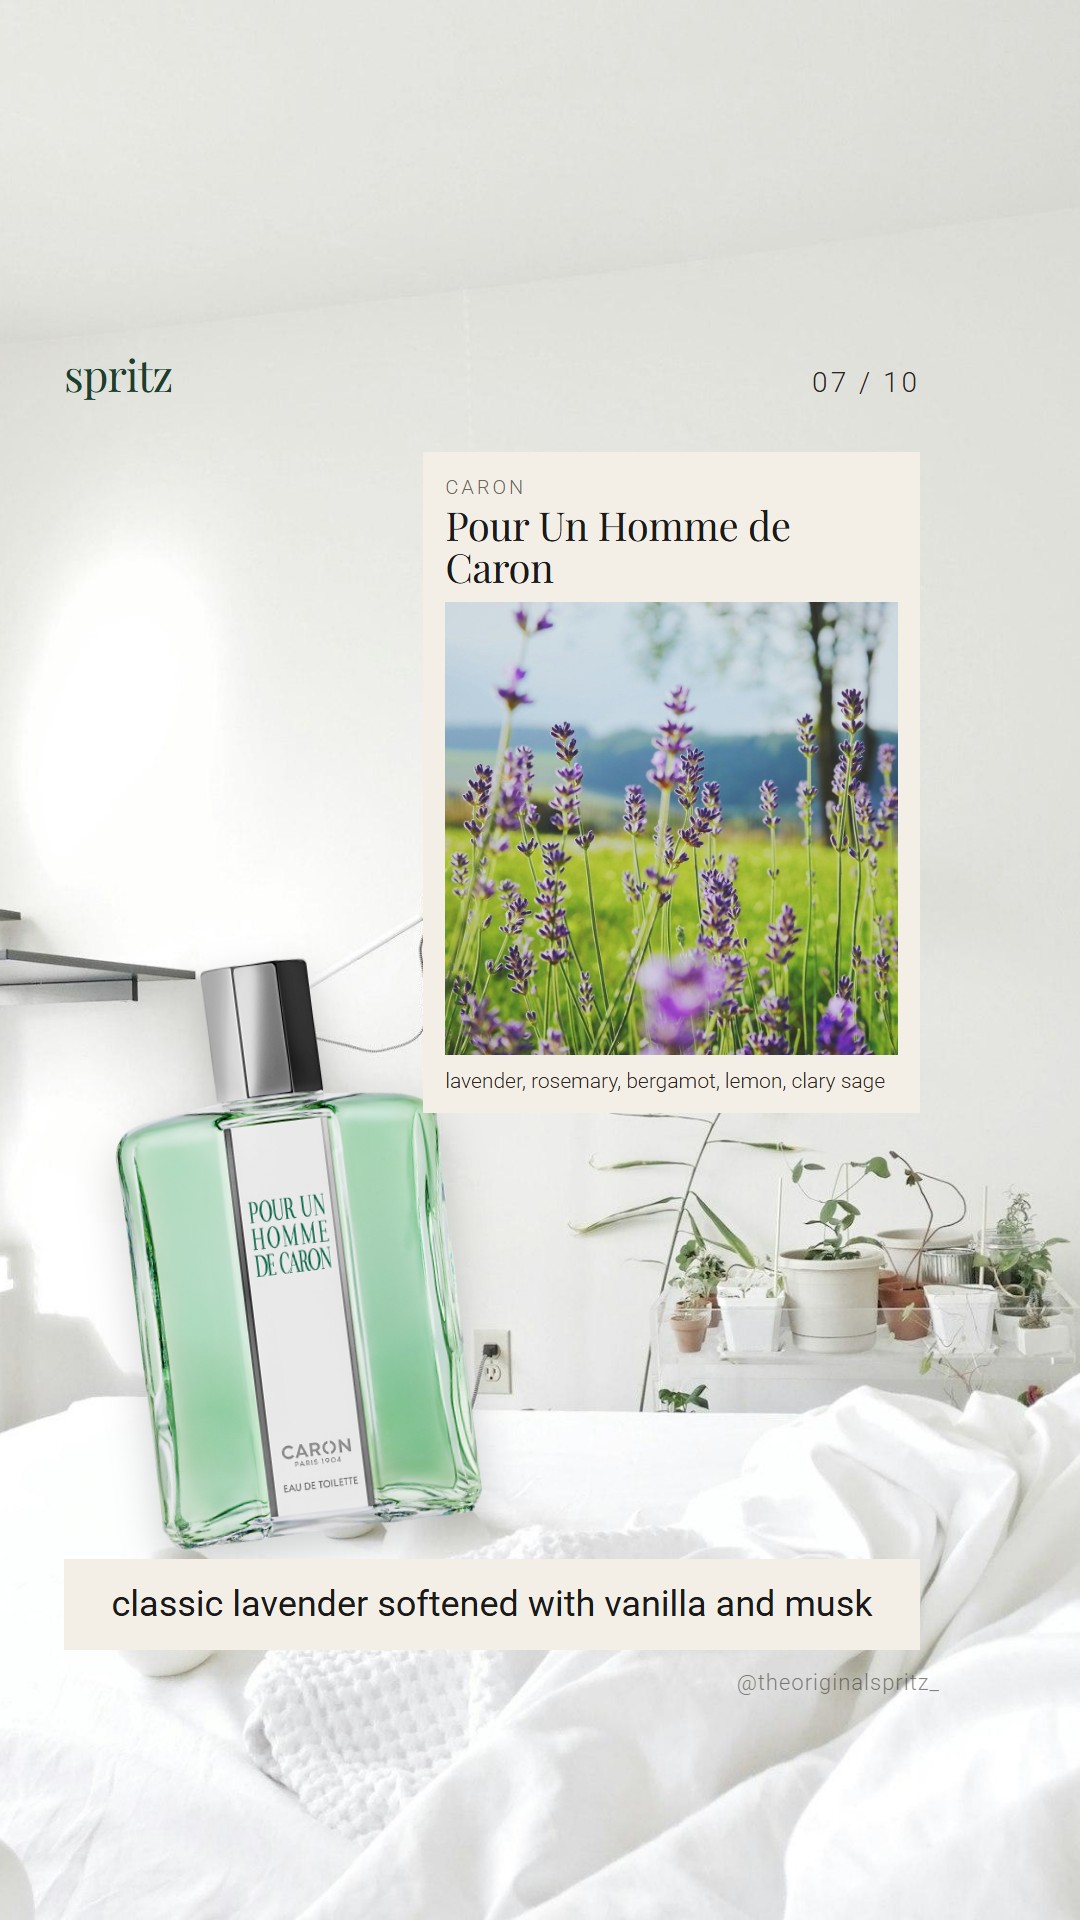 spritz
07 / 10
CARON
Pour Un Homme de
Caron
lavender, rosemary, bergamot, lemon, clary sage
POUR UN
HOMME
DE CARON
CARON
PARIS 1904
EAU DE TOILETTE
classic lavender softened with vanilla and musk
@theoriginalspritz_